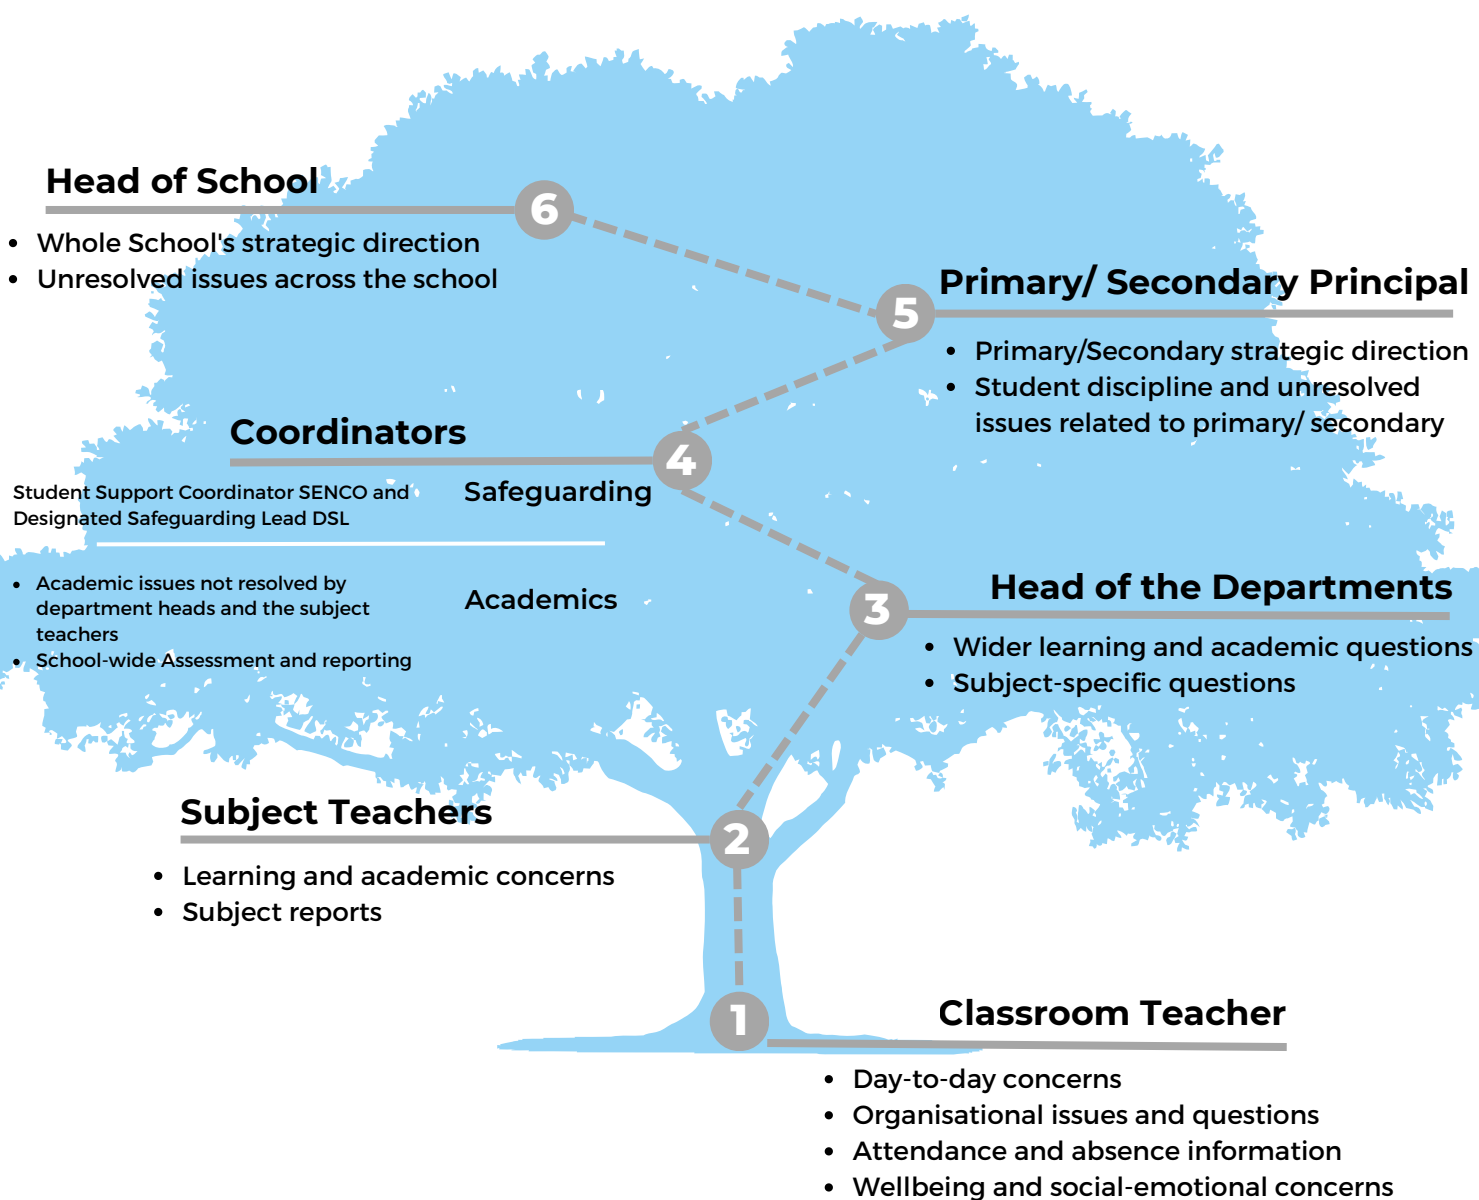 Head of School
6
• Whole School's strategic direction
• Unresolved issues across the school
Primary/ Secondary Principal
5
• Primary/Secondary strategic direction
• Student discipline and unresolved
issues related to primary/ secondary
Coordinators
4
Student Support Coordinator SENCO and
Designated Safeguarding Lead DSL
Safeguarding
• Academic issues not resolved by
department heads and the subject
teachers
• School-wide Assessment and reporting
Academics
Head of the Departments
3
• Wider learning and academic questions
• Subject-specific questions
Subject Teachers
2
• Learning and academic concerns
• Subject reports
Classroom Teacher
1
• Day-to-day concerns
• Organisational issues and questions
• Attendance and absence information
• Wellbeing and social-emotional concerns